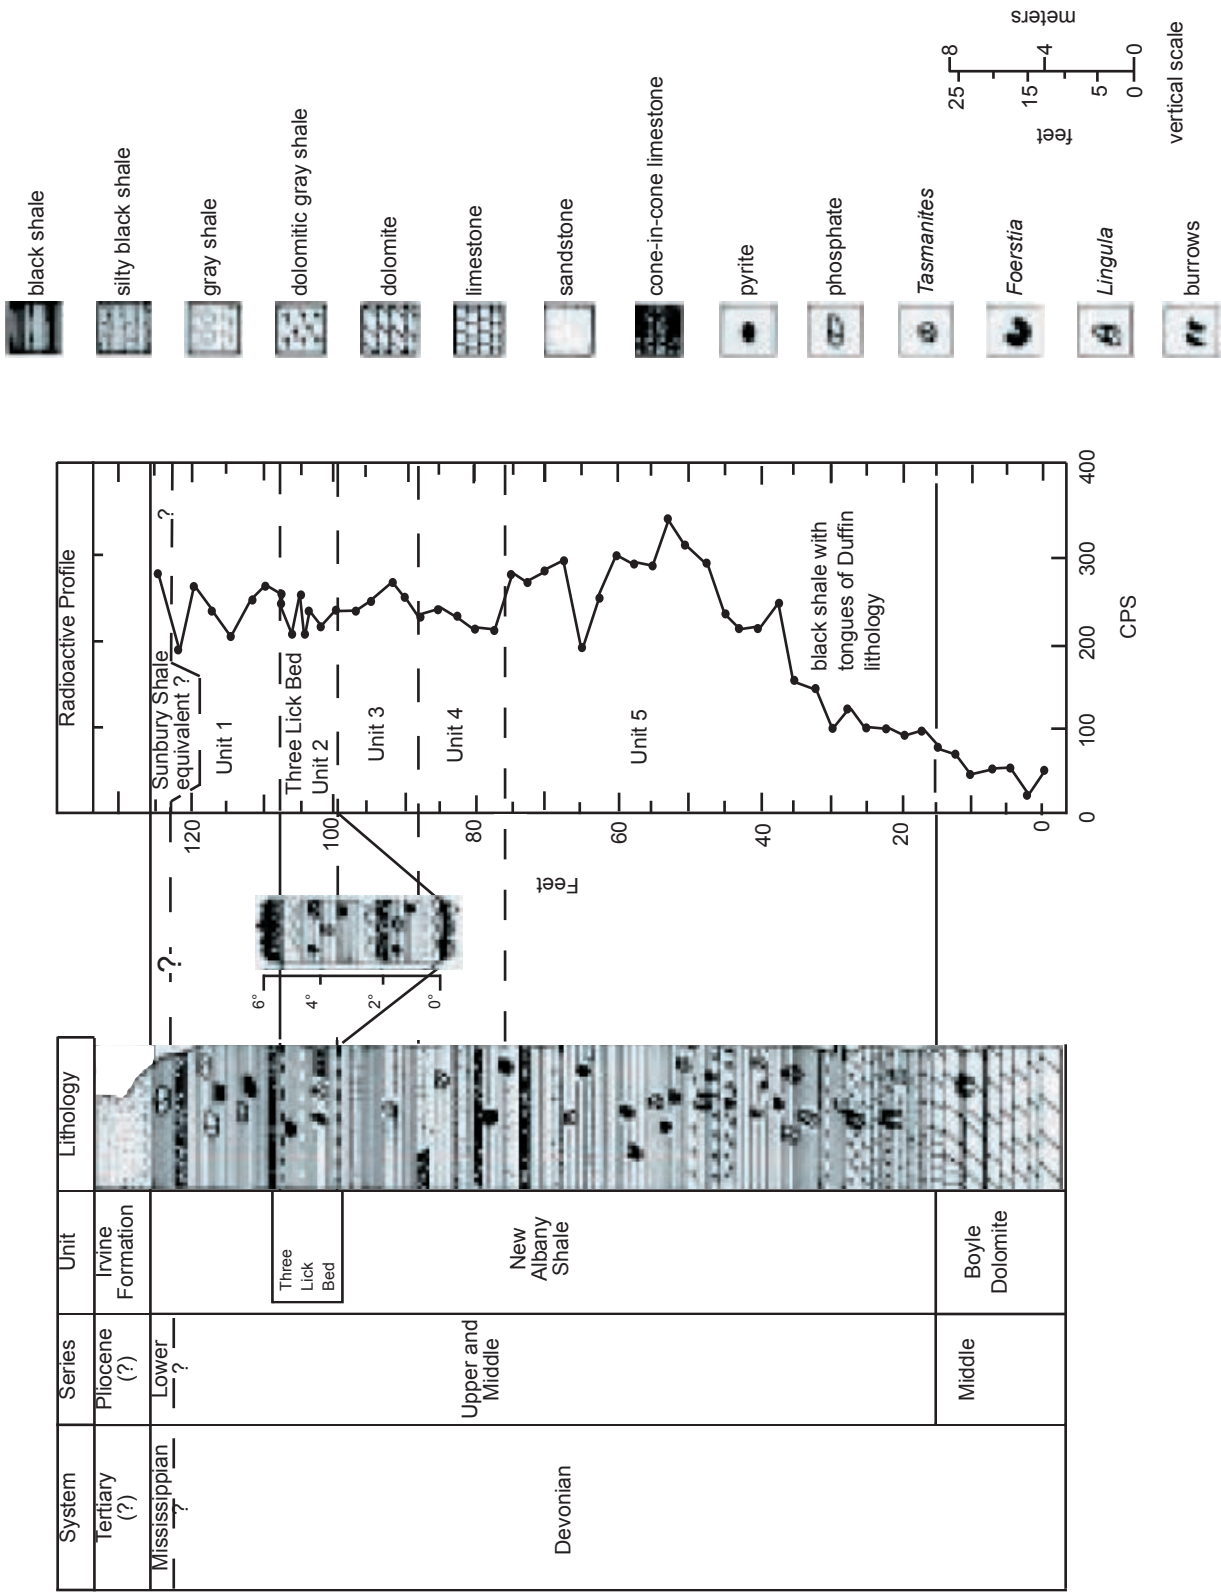 System
Series
Unit
Lithology
Radioactive Profile
Tertiary
(?)
Pliocene
(?)
Irvine
Formation
Mississippian
?
Lower
?
Devonian
Upper and
Middle
Middle
Three
Lick
Bed
New
Albany
Shale
Boyle
Dolomite
?
6°
4°
2°
0°
Feet
120
100
80
60
40
20
0
Sunbury Shale
equivalent ?
?
Unit 1
Three Lick Bed
Unit 2
Unit 3
Unit 4
Unit 5
black shale with
tongues of Duffin
lithology
0
100
200
300
400
CPS
black shale
silty black shale
gray shale
dolomitic gray shale
dolomite
limestone
sandstone
cone-in-cone limestone
pyrite
phosphate
Tasmanites
Foerstia
Lingula
burrows
feet
25
15
5
0
8
4
0
meters
vertical scale